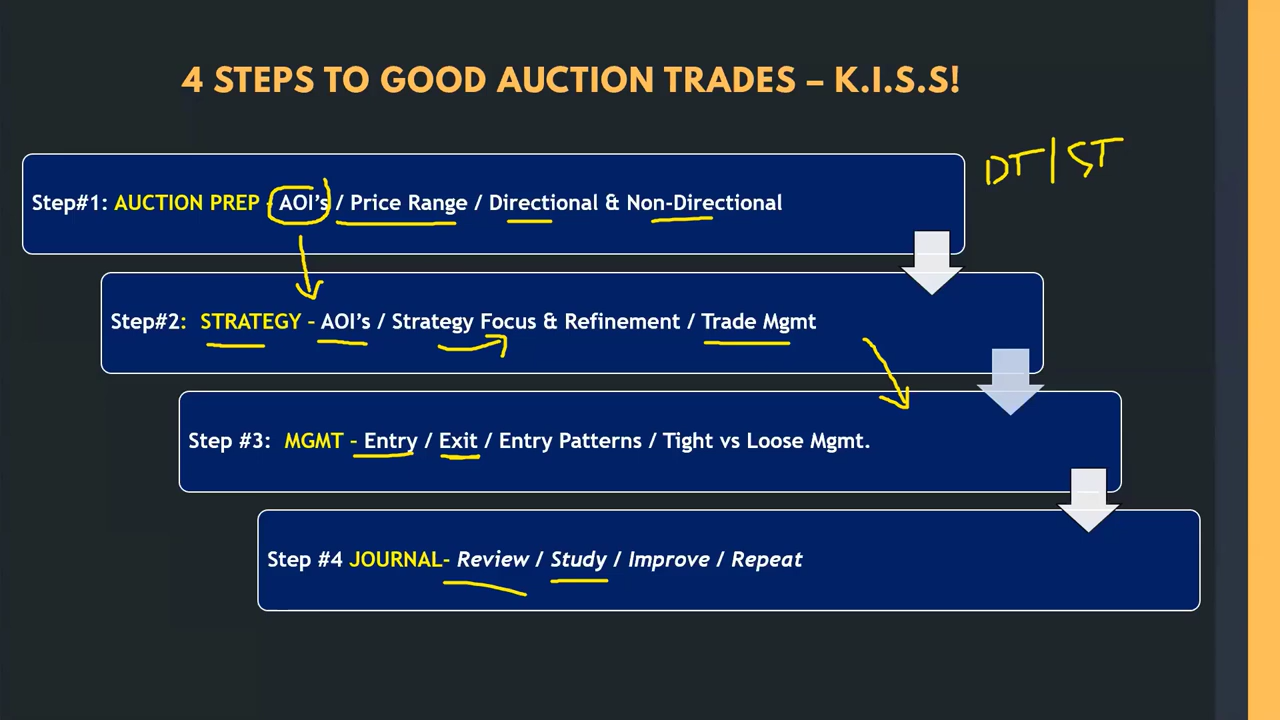 4 STEPS TO GOOD AUCTION TRADES – K.I.S.S!
DT/ST
Step#1: AUCTION PREP - AOI's / Price Range / Directional & Non-Directional
Step#2: STRATEGY – AOI's / Strategy Focus & Refinement / Trade Mgmt
Step #3: MGMT – Entry / Exit / Entry Patterns / Tight vs Loose Mgmt.
Step #4 JOURNAL- Review / Study / Improve / Repeat